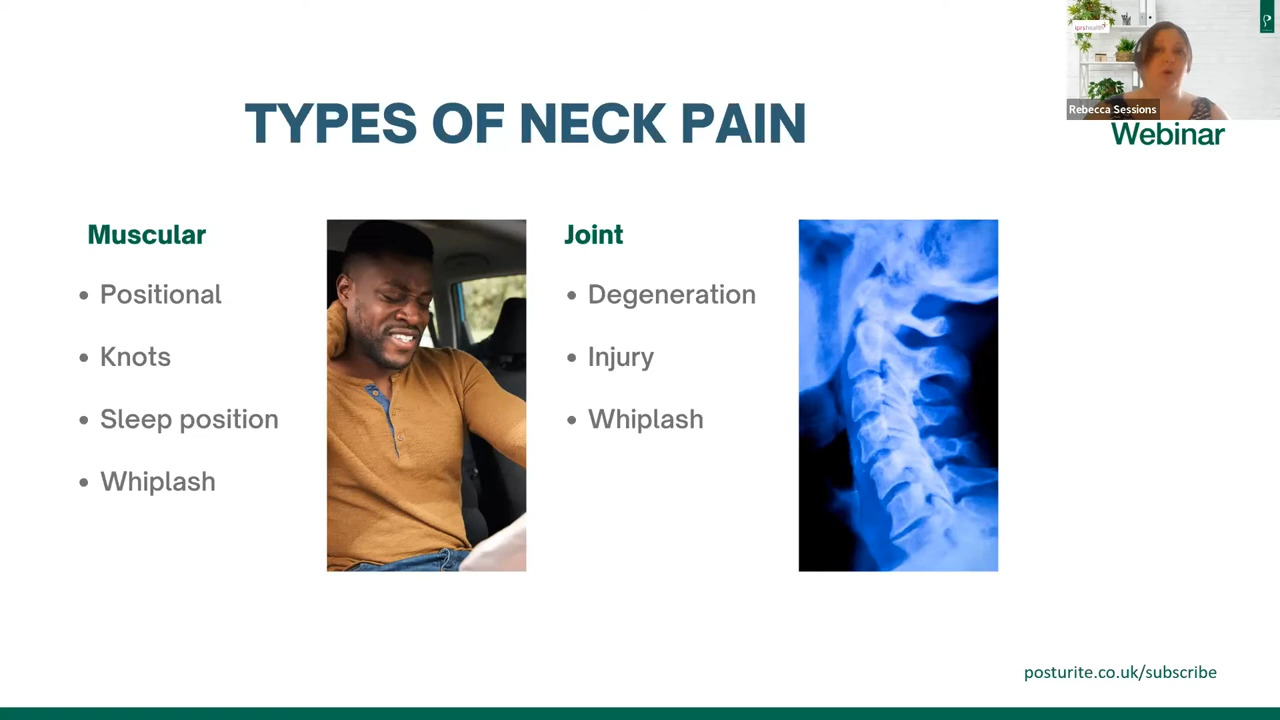 iprshealth
Rebecca Sessions
Webinar
TYPES OF NECK PAIN
Muscular
• Positional
• Knots
• Sleep position
• Whiplash
Joint
• Degeneration
• Injury
• Whiplash
posturite.co.uk/subscribe